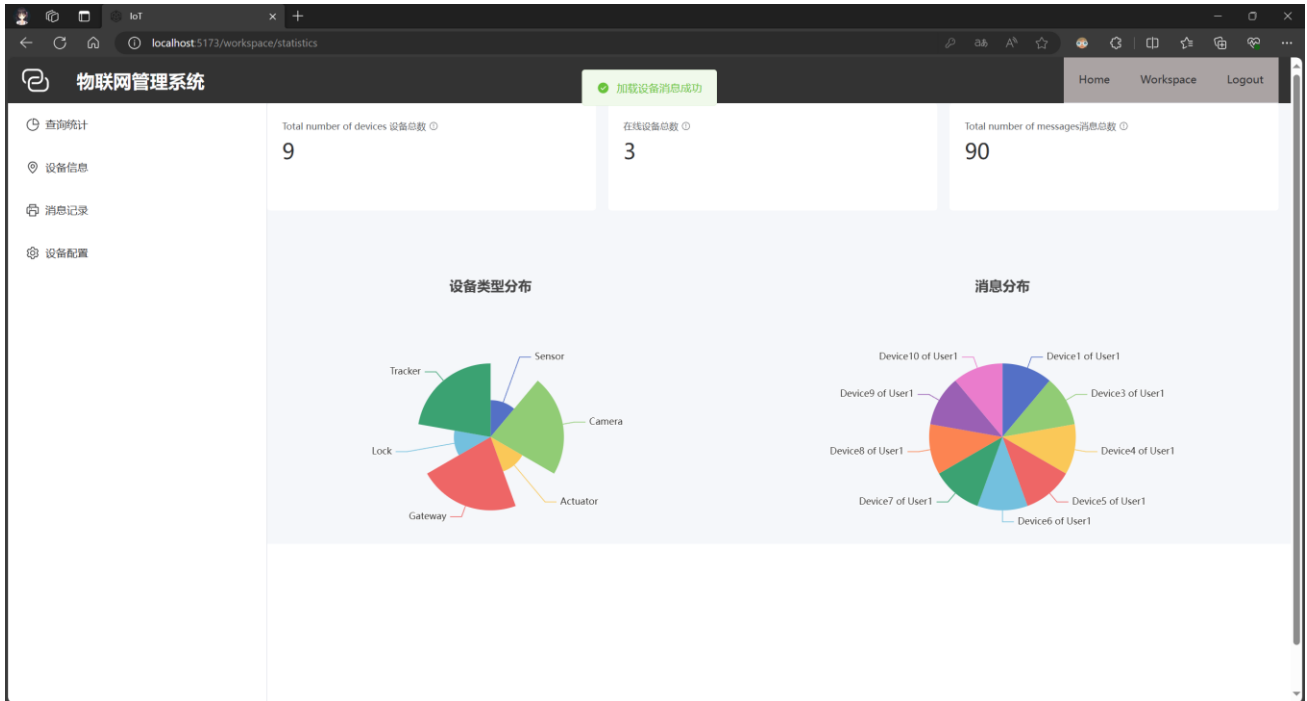 IoT
localhost:5173/workspace/statistics
物联网管理系统
加载设备消息成功
Home Workspace Logout
查询统计
设备信息
消息记录
设备配置
Total number of devices 设备总数
9
在线设备总数
3
Total number of messages消息总数
90
设备类型分布
Sensor
Tracker
Camera
Lock
Actuator
Gateway
消息分布
Device10 of User1
Device1 of User1
Device9 of User1
Device3 of User1
Device8 of User1
Device4 of User1
Device7 of User1
Device5 of User1
Device6 of User1